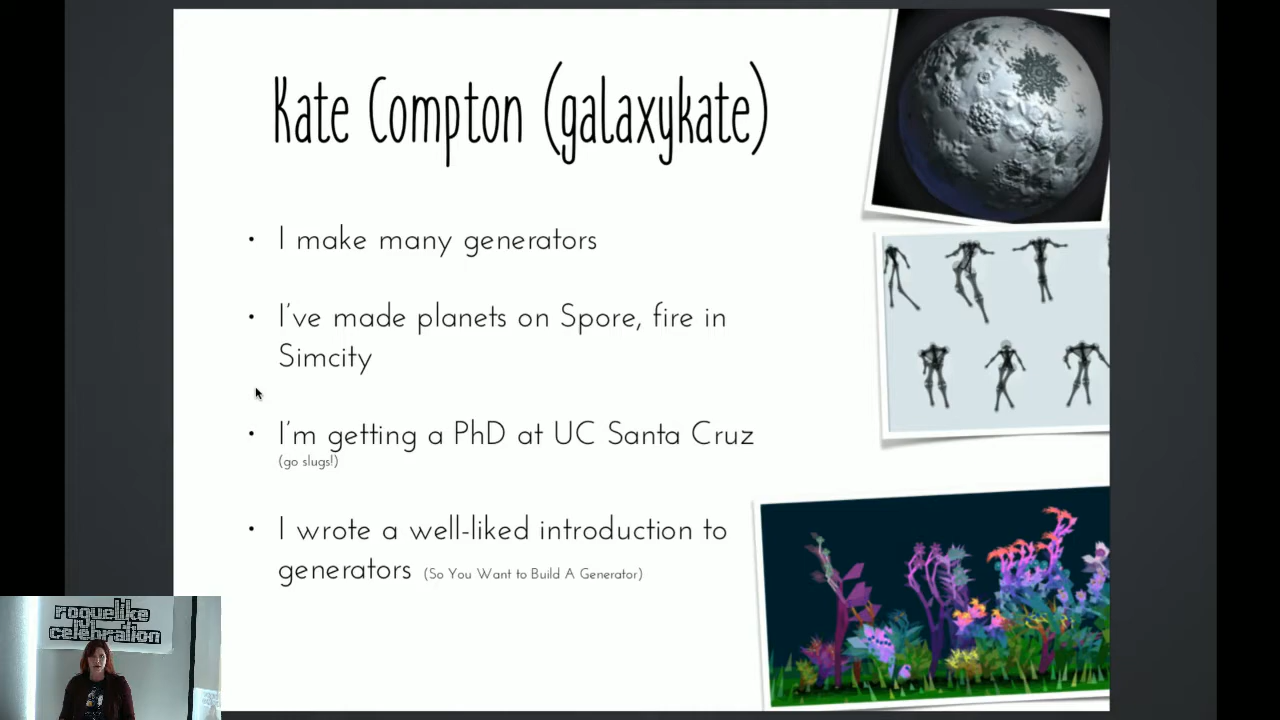 Kate Compton (galaxykate)
• I make many generators
• I've made planets on Spore, fire in
Simcity
• I'm getting a PhD at UC Santa Cruz
(go slugs!)
• I wrote a well-liked introduction to
generators (So You Want to Build A Generator)
roguelike
celebration